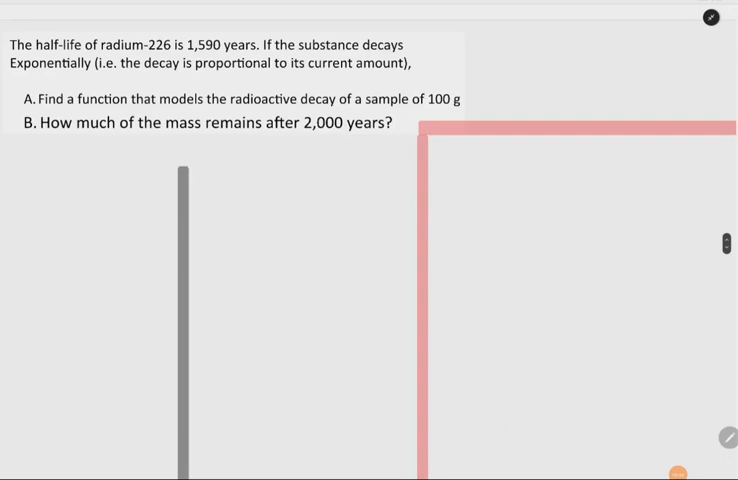 The half-life of radium-226 is 1,590 years. If the substance decays
Exponentially (i.e. the decay is proportional to its current amount),
A. Find a function that models the radioactive decay of a sample of 100 g
B. How much of the mass remains after 2,000 years?